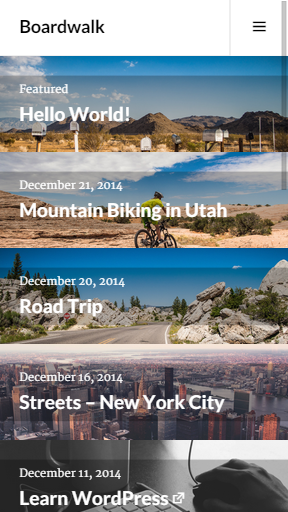 Boardwalk
Featured
Hello World!
December 21, 2014
Mountain Biking in Utah
December 20, 2014
Road Trip
December 16, 2014
Streets – New York City
December 11, 2014
Learn WordPress